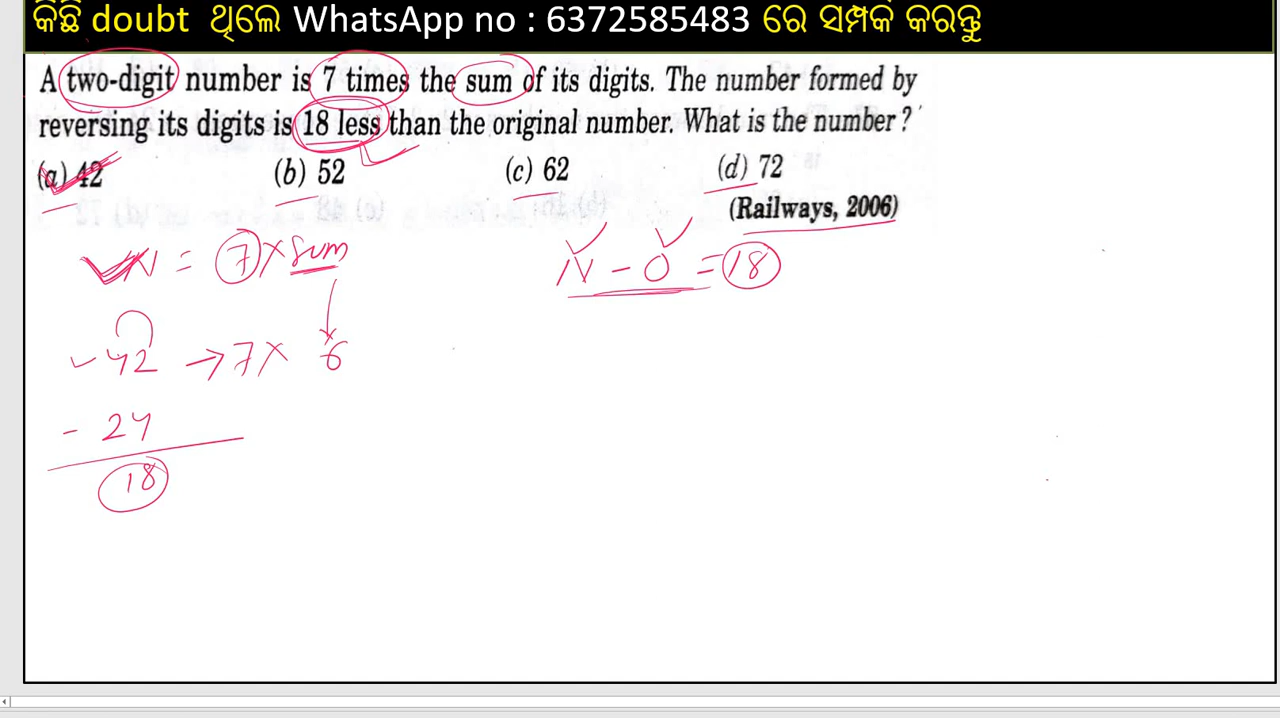 କିଛି doubt ଥିଲେ WhatsApp no : 6372585483 ରେ ସମ୍ପର୍କ କରନ୍ତୁ
A two-digit number is 7 times the sum of its digits. The number formed by
reversing its digits is 18 less than the original number. What is the number ?
(a) 42 (b) 52 (c) 62 (d) 72
(Railways, 2006)
N = 7 × sum N - O = 18
42 → 7 × 6
- 24
18